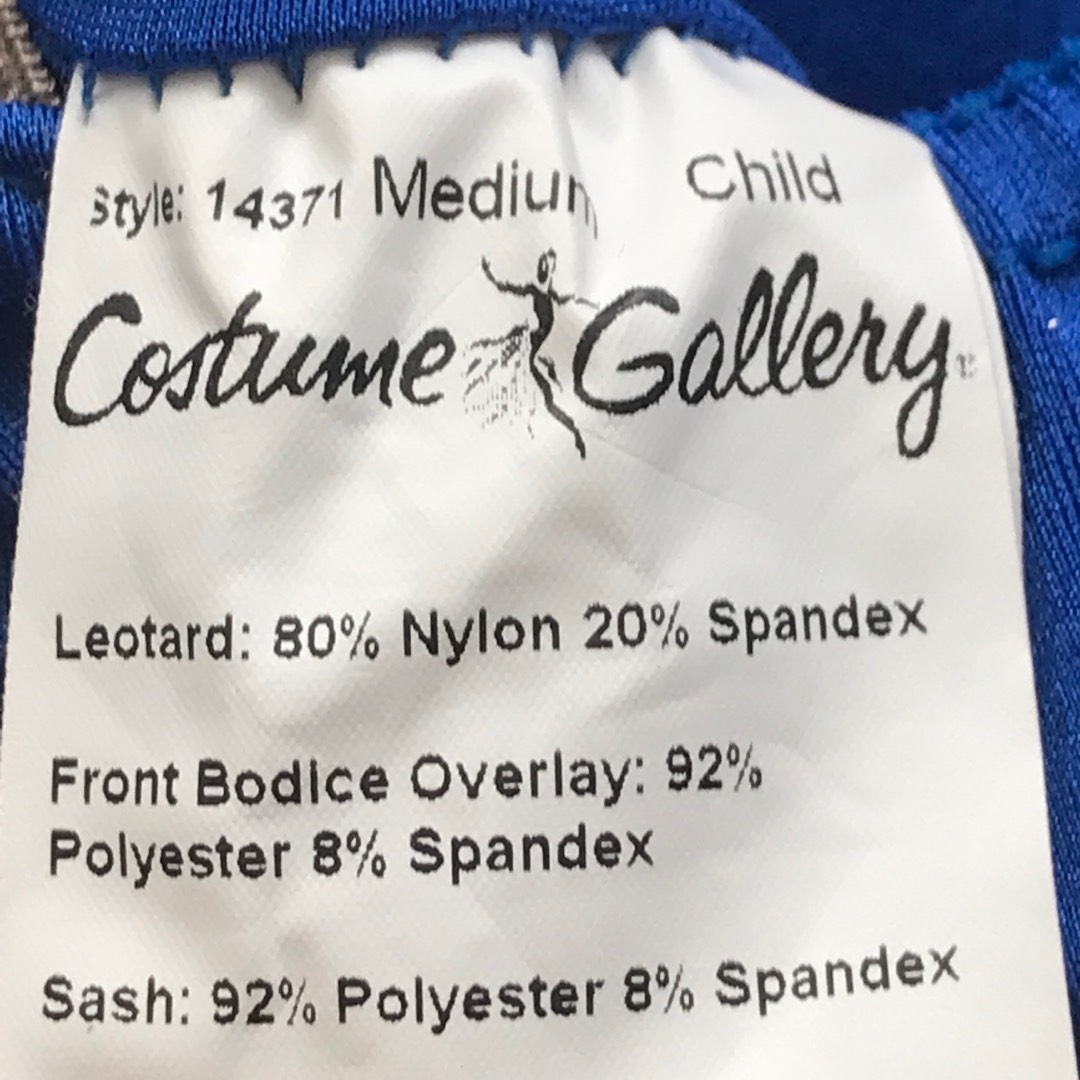 Style: 14371 Medium Child
Costume Gallery
Leotard: 80% Nylon 20% Spandex
Front Bodice Overlay: 92%
Polyester 8% Spandex
Sash: 92% Polyester 8% Spandex